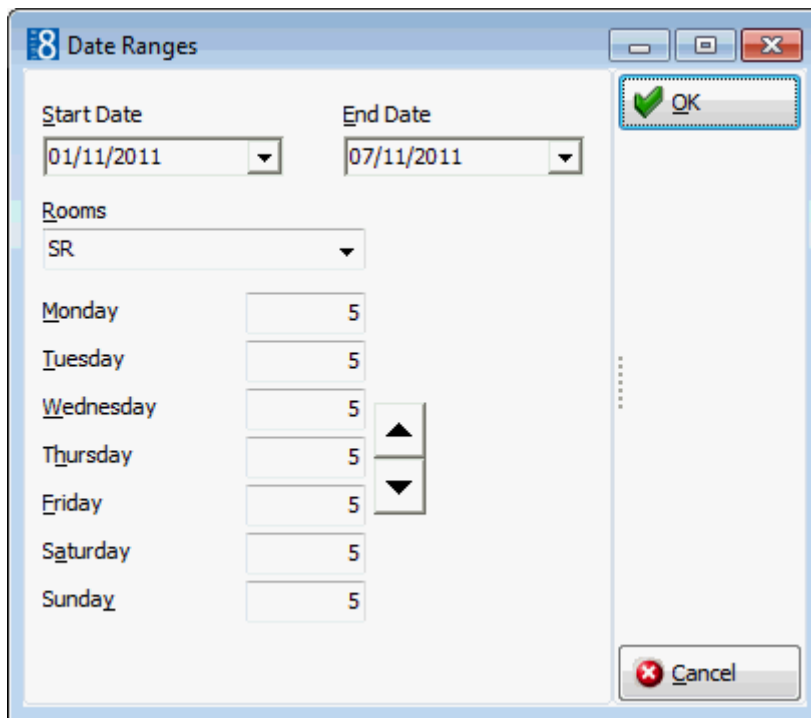 8 Date Ranges
OK
Start Date End Date
01/11/2011 07/11/2011
Rooms
SR
Monday 5
Tuesday 5
Wednesday 5
Thursday 5
Friday 5
Saturday 5
Sunday 5
Cancel